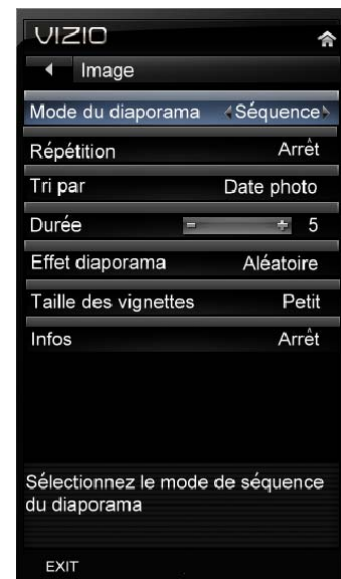 VIZIO
Image
Mode du diaporama Séquence
Répétition Arrêt
Tri par Date photo
Durée - + 5
Effet diaporama Aléatoire
Taille des vignettes Petit
Infos Arrêt
Sélectionnez le mode de séquence
du diaporama
EXIT